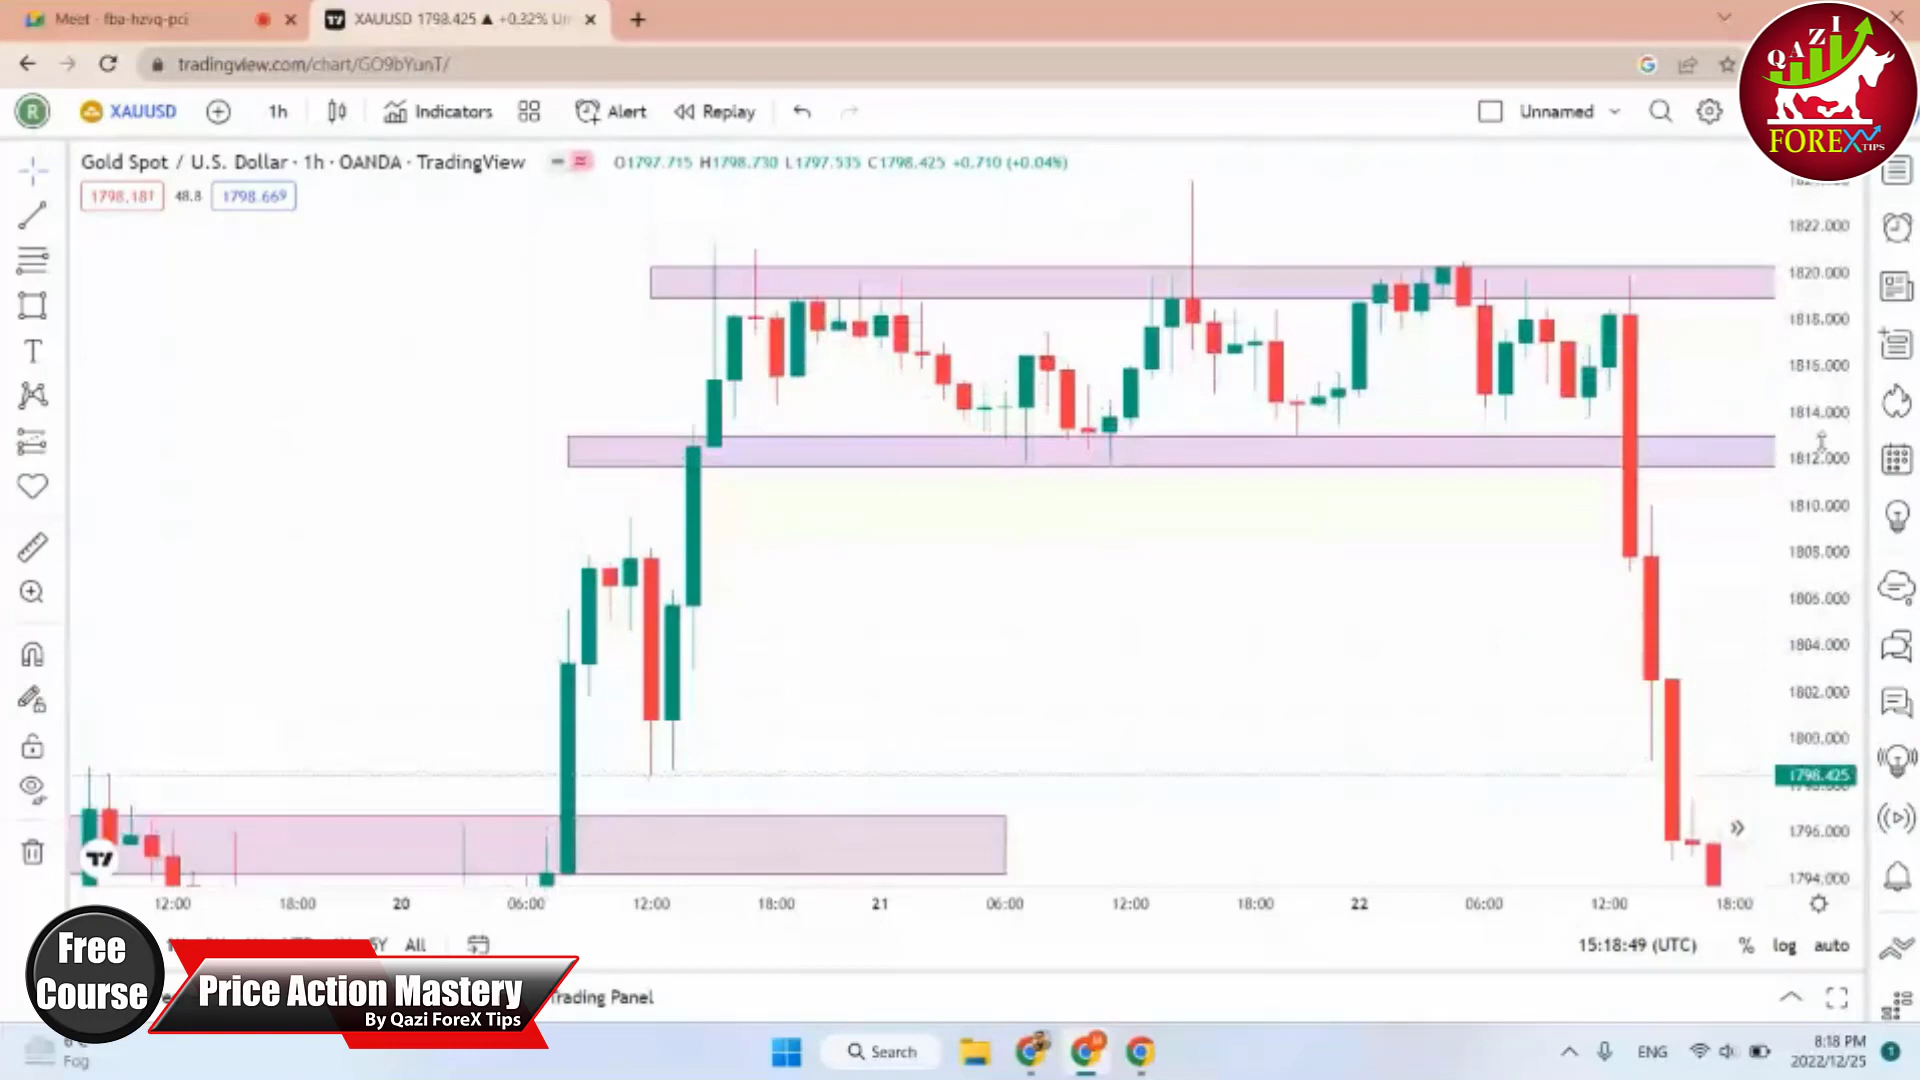 Meet - fba-hzvq-pci
XAUUSD 1798.425 ▲ +0.32% Un
tradingview.com/chart/GO9bYunT/
QAZI
FOREX
TIPS
R
XAUUSD
1h
Indicators
Alert
Replay
Unnamed
Gold Spot / U.S. Dollar · 1h · OANDA · TradingView
O1797.715 H1798.730 L1797.535 C1798.425 +0.710 (+0.04%)
1798.181
48.8
1798.669
1822.000
1820.000
1818.000
1815.000
1814.000
1812.000
1810.000
1808.000
1806.000
1804.000
1802.000
1800.000
1798.425
1796.000
1794.000
12:00
18:00
20
06:00
12:00
18:00
21
06:00
12:00
18:00
22
06:00
12:00
18:00
All
15:18:49 (UTC)
%
log
auto
Free
Course
Price Action Mastery
By Qazi ForeX Tips
Trading Panel
Fog
Search
ENG
8:18 PM
2022/12/25
1